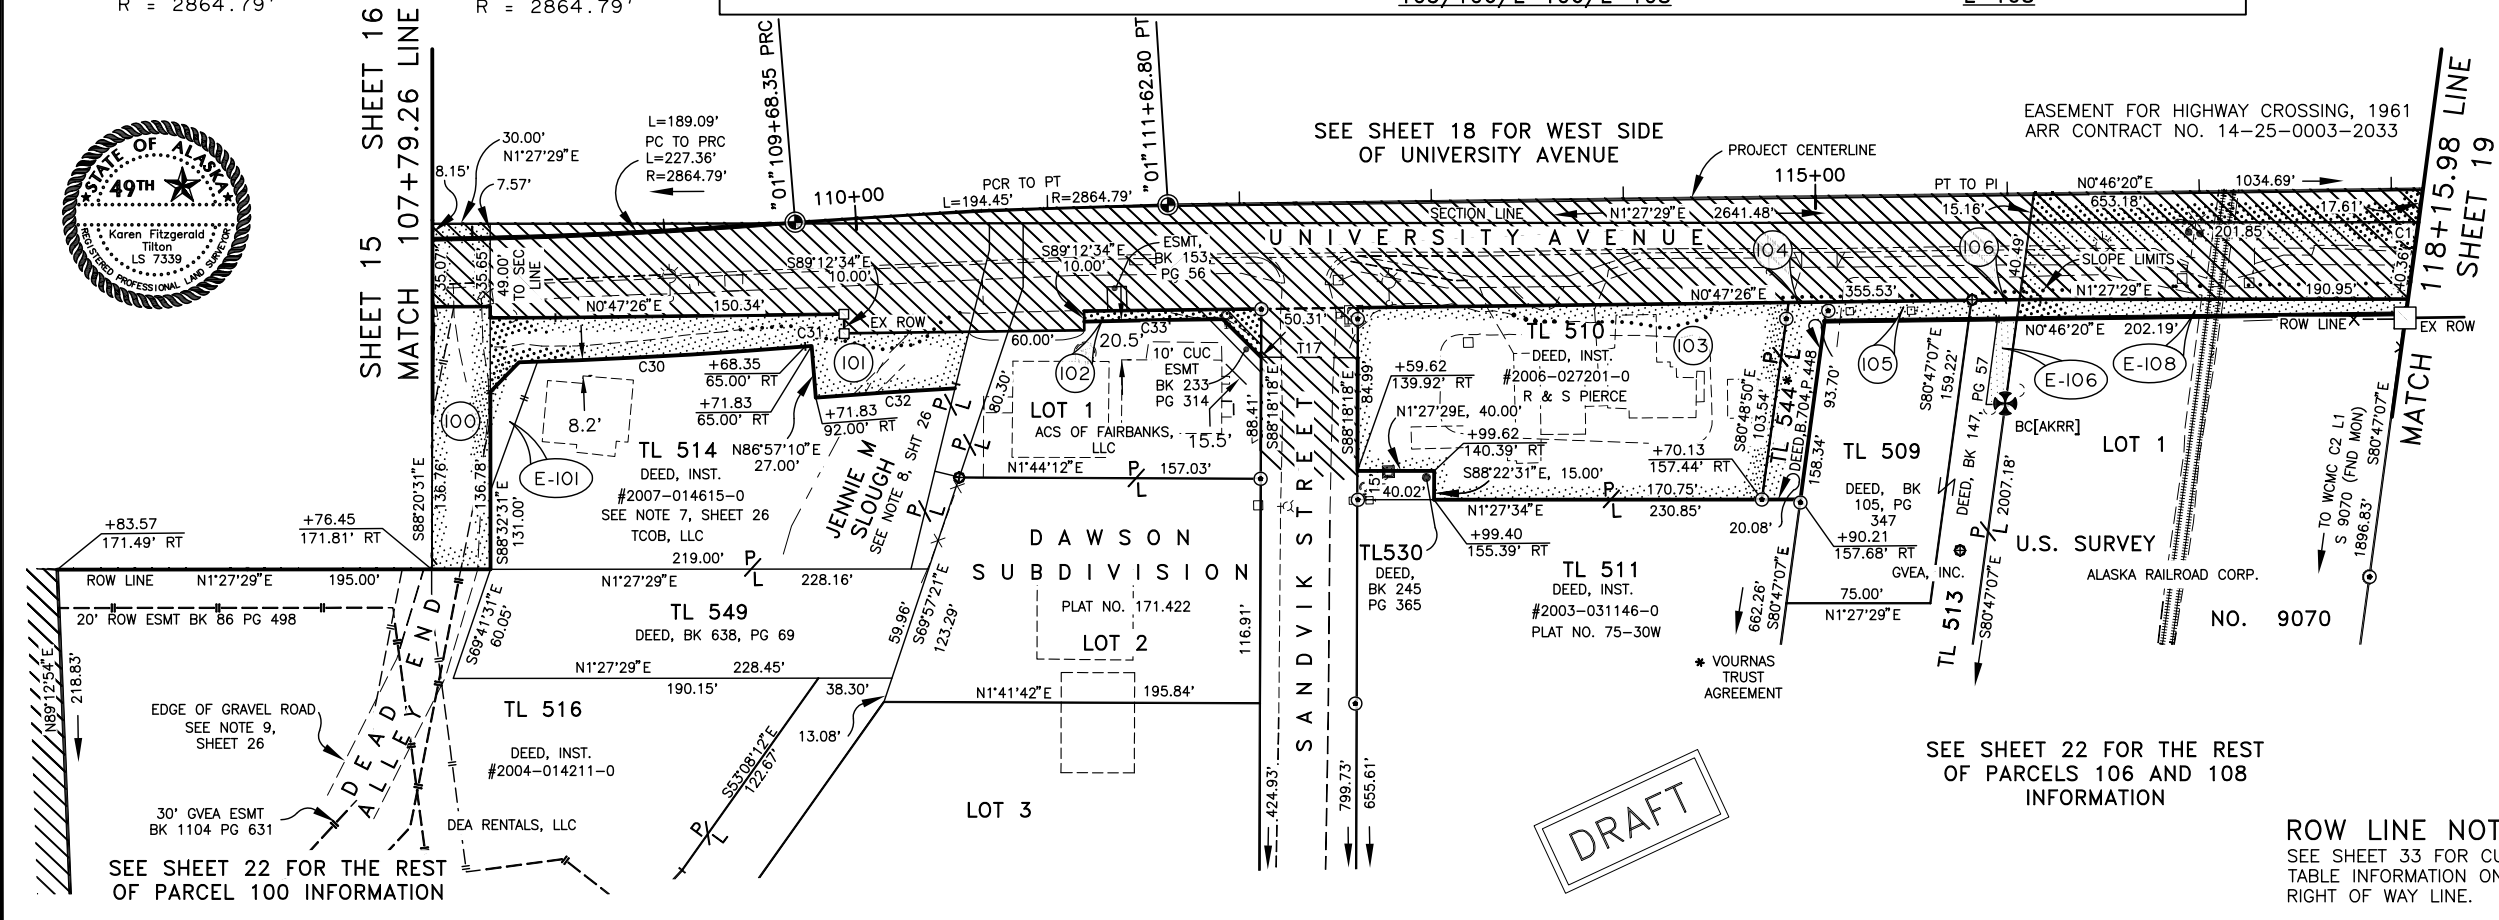 R = 2864.79'
R = 2864.79'
SHEET 15 SHEET 16
MATCH 107+79.26 LINE
STATE OF ALASKA
49TH
Karen Fitzgerald
Tilton
LS 7339
REGISTERED PROFESSIONAL LAND SURVEYOR
8.15'
30.00'
N1°27'29"E
7.57'
L=189.09'
PC TO PRC
L=227.36'
R=2864.79'
"01"109+68.35 PRC
110+00
PCR TO PT
L=194.45' R=2864.79'
"01"111+62.80 PT
SEE SHEET 18 FOR WEST SIDE
OF UNIVERSITY AVENUE
PROJECT CENTERLINE
115+00
EASEMENT FOR HIGHWAY CROSSING, 1961
ARR CONTRACT NO. 14-25-0003-2033
118+15.98 LINE
SHEET 19
MATCH
PT TO PI
N0°46'20"E 1034.69'
653.18'
15.16'
17.61'
201.85'
C1
SECTION LINE N1°27'29"E 2641.48'
UNIVERSITY AVENUE
35.07'
35.65'
49.00'
TO SEC.
LINE
S89°12'34"E
10.00'
S89°12'34"E
10.00'
ESMT,
BK 153,
PG 56
N0°47'26"E 150.34'
C31
EX ROW
60.00'
C33
20.5'
50.31'
T17
104
106
40.49'
SLOPE LIMITS
40.36'
N0°47'26"E 355.53'
N1°27'29"E 190.95'
N0°46'20"E 202.19'
ROW LINE
EX ROW
C30
+68.35
65.00' RT
+71.83
65.00' RT
101
+71.83
92.00' RT
C32
N86°57'10"E
27.00'
8.2'
100
E-101
TL 514
DEED, INST.
#2007-014615-0
SEE NOTE 7, SHEET 26
TCOB, LLC
219.00'
S88°20'31"E
136.76'
136.78'
S88°32'31"E
131.00'
JENNIE M
SLOUGH
SEE NOTE 8, SHT 26
P/L
P/L
P/L
80.30'
102
LOT 1
ACS OF FAIRBANKS,
LLC
10' CUC
ESMT
BK 233
PG 314
15.5'
88.41'
S88°18'18"E
N1°44'12"E P/L 157.03'
S88°18'18"E
84.99'
+59.62
139.92' RT
N1°27'29E, 40.00'
TL 510
DEED, INST.
#2006-027201-0
R & S PIERCE
103
+99.62
140.39' RT
S88°22'31"E, 15.00'
+70.13
157.44' RT
15'
40.02'
P/L 170.75'
N1°27'34"E 230.85'
S80°48'50"E
103.54'
P/L
TL 544*
DEED,B.704,P.448
93.70'
158.34'
20.08'
105
TL 509
DEED, BK
105, PG
347
+90.21
157.68' RT
GVEA, INC.
S80°47'07"E
159.22'
DEED, BK 147, PG 57
E-106
E-108
BC[AKRR]
LOT 1
P/L 2007.18'
S80°47'07"E
TL 513
U.S. SURVEY
ALASKA RAILROAD CORP.
NO. 9070
TO WCMC C2 L1
S 9070 (FND MON)
1896.83'
S80°47'07"E
75.00'
N1°27'29"E
662.26'
S80°47'07"E
* VOURNAS
TRUST
AGREEMENT
+83.57
171.49' RT
+76.45
171.81' RT
ROW LINE N1°27'29"E 195.00'
20' ROW ESMT BK 86 PG 498
N1°27'29"E P/L 228.16'
TL 549
DEED, BK 638, PG 69
N1°27'29"E 228.45'
190.15' 38.30'
S69°41'31"E
60.05'
59.96'
S69°57'21"E
123.29'
13.08'
DAWSON
SUBDIVISION
PLAT NO. 171.422
LOT 2
116.91'
N1°41'42"E 195.84'
LOT 3
SANDVIK STREET
424.93'
799.73'
655.61'
TL530
DEED,
BK 245
PG 365
+99.40
155.39' RT
TL 511
DEED, INST.
#2003-031146-0
PLAT NO. 75-30W
N89°12'54"E
218.83'
EDGE OF GRAVEL ROAD
SEE NOTE 9,
SHEET 26
DEAD END
ALLEY
TL 516
DEED, INST.
#2004-014211-0
S53°08'12"E
122.67'
P/L
30' GVEA ESMT
BK 1104 PG 631
DEA RENTALS, LLC
SEE SHEET 22 FOR THE REST
OF PARCEL 100 INFORMATION
DRAFT
SEE SHEET 22 FOR THE REST
OF PARCELS 106 AND 108
INFORMATION
ROW LINE NOT
SEE SHEET 33 FOR CU
TABLE INFORMATION ON
RIGHT OF WAY LINE.